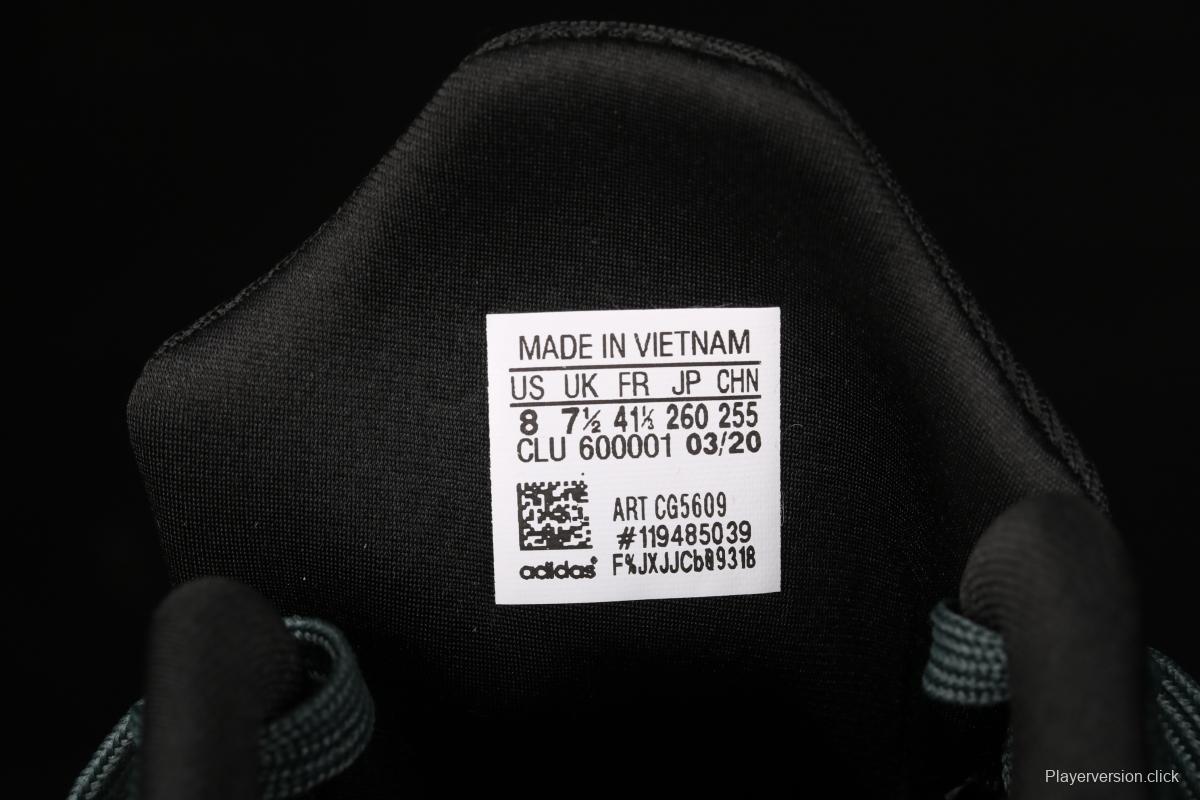 MADE IN VIETNAM
US UK FR JP CHN
8 7½ 41⅓ 260 255
CLU 600001 03/20
ART CG5609
#119485039
adidas®
Playerversion.click